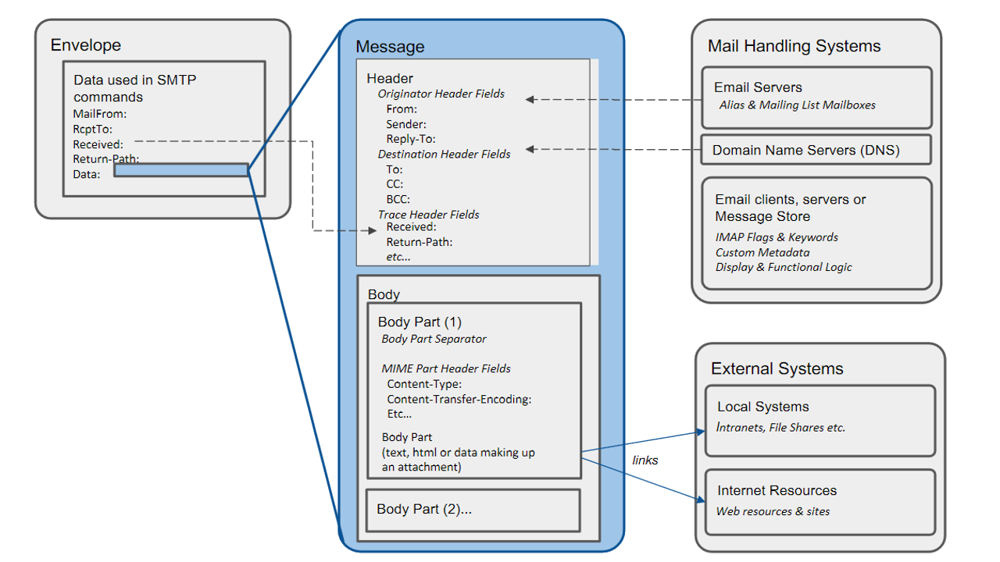 Envelope
Data used in SMTP
commands
MailFrom:
RcptTo:
Received:
Return-Path:
Data:
Message
Header
Originator Header Fields
From:
Sender:
Reply-To:
Destination Header Fields
To:
CC:
BCC:
Trace Header Fields
Received:
Return-Path:
etc...
Body
Body Part (1)
Body Part Separator
MIME Part Header Fields
Content-Type:
Content-Transfer-Encoding:
Etc...
Body Part
(text, html or data making up
an attachment)
Body Part (2)...
links
Mail Handling Systems
Email Servers
Alias & Mailing List Mailboxes
Domain Name Servers (DNS)
Email clients, servers or
Message Store
IMAP Flags & Keywords
Custom Metadata
Display & Functional Logic
External Systems
Local Systems
Intranets, File Shares etc.
Internet Resources
Web resources & sites